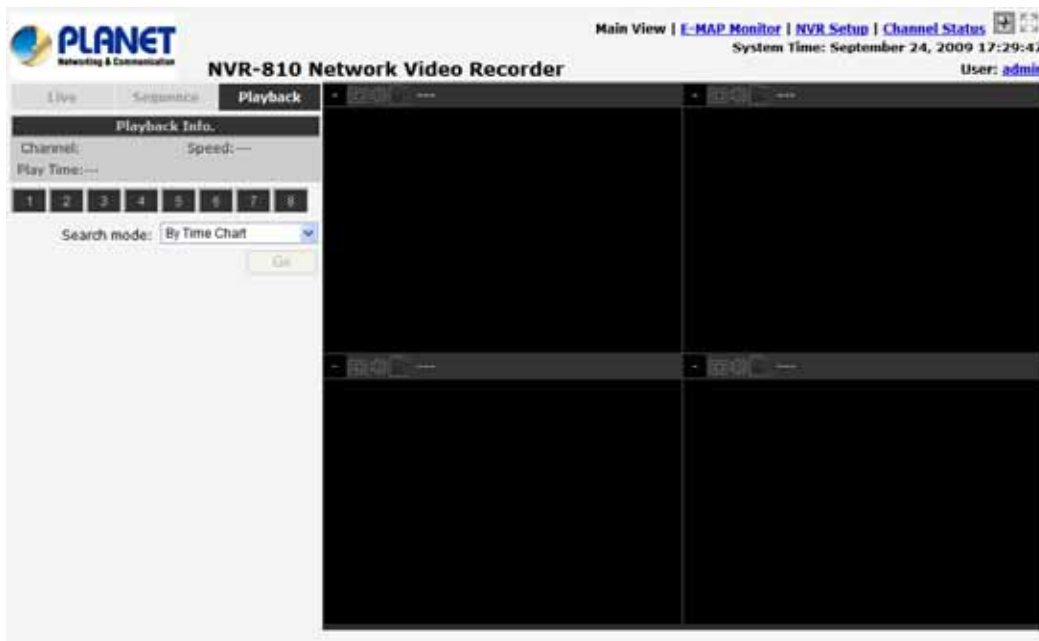 PLANET
Networking & Communication
NVR-810 Network Video Recorder
Main View | E-MAP Monitor | NVR Setup | Channel Status
System Time: September 24, 2009 17:29:47
User: admin
Live Sequence Playback
Playback Info.
Channel: Speed:---
Play Time:---
1 2 3 4 5 6 7 8
Search mode: By Time Chart
Go
- ---
- ---
- ---
- ---